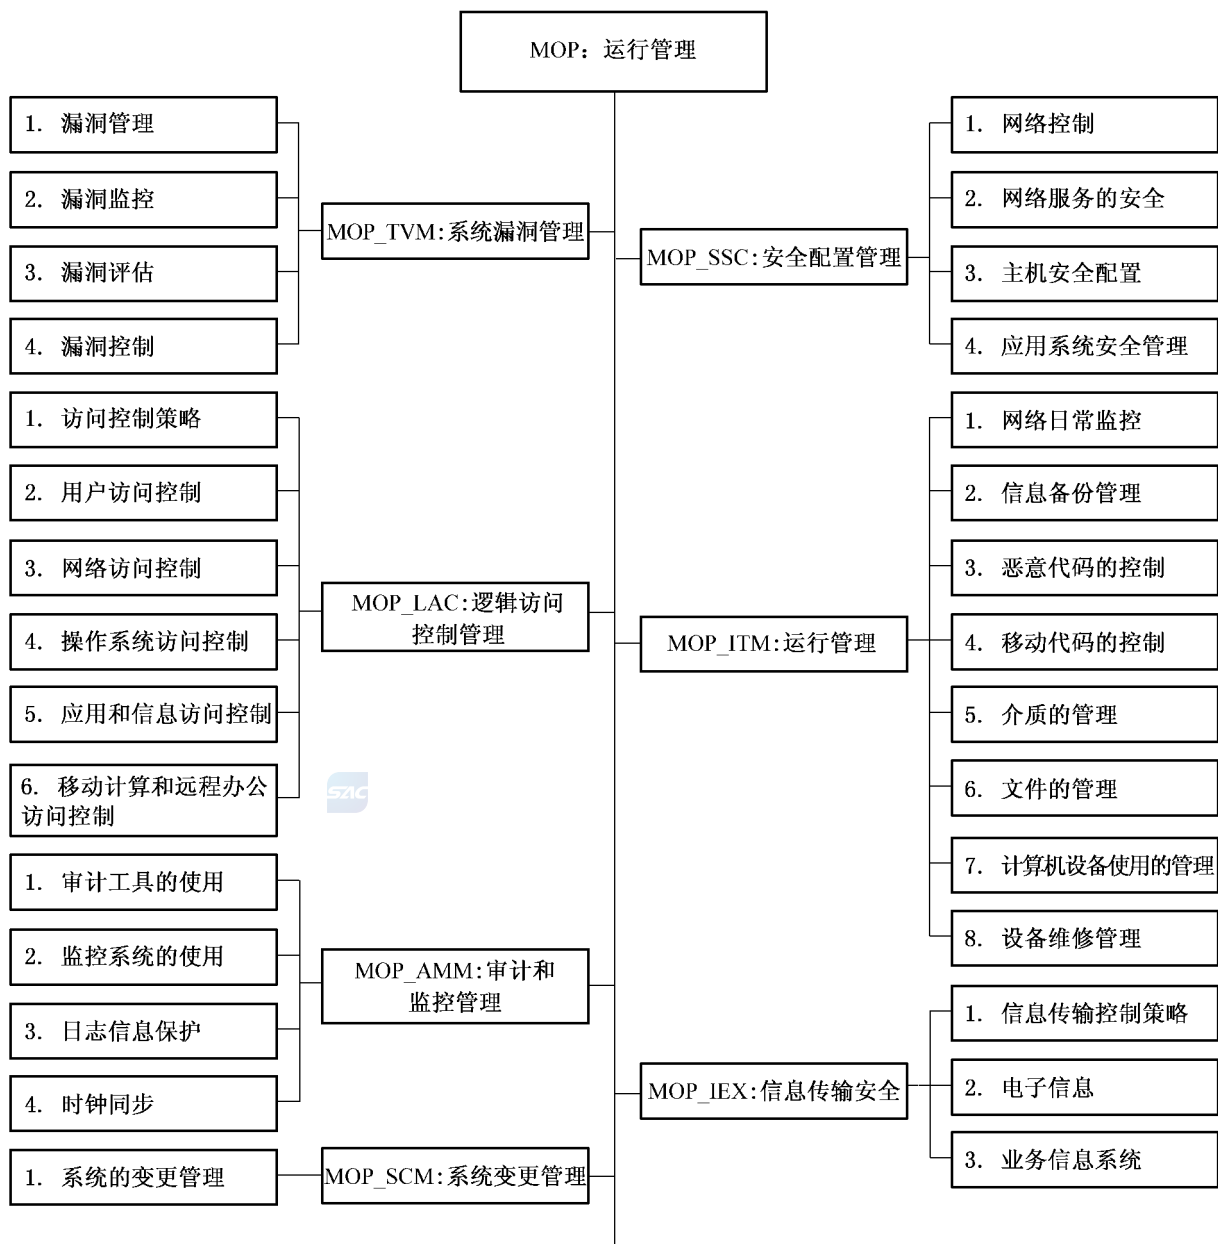 MOP：运行管理
1. 漏洞管理
2. 漏洞监控
3. 漏洞评估
4. 漏洞控制
MOP_TVM:系统漏洞管理
1. 访问控制策略
2. 用户访问控制
3. 网络访问控制
4. 操作系统访问控制
5. 应用和信息访问控制
6. 移动计算和远程办公
访问控制
MOP_LAC:逻辑访问
控制管理
SAC
1. 审计工具的使用
2. 监控系统的使用
3. 日志信息保护
4. 时钟同步
MOP_AMM:审计和
监控管理
1. 系统的变更管理
MOP_SCM:系统变更管理
MOP_SSC:安全配置管理
1. 网络控制
2. 网络服务的安全
3. 主机安全配置
4. 应用系统安全管理
MOP_ITM:运行管理
1. 网络日常监控
2. 信息备份管理
3. 恶意代码的控制
4. 移动代码的控制
5. 介质的管理
6. 文件的管理
7. 计算机设备使用的管理
8. 设备维修管理
MOP_IEX:信息传输安全
1. 信息传输控制策略
2. 电子信息
3. 业务信息系统